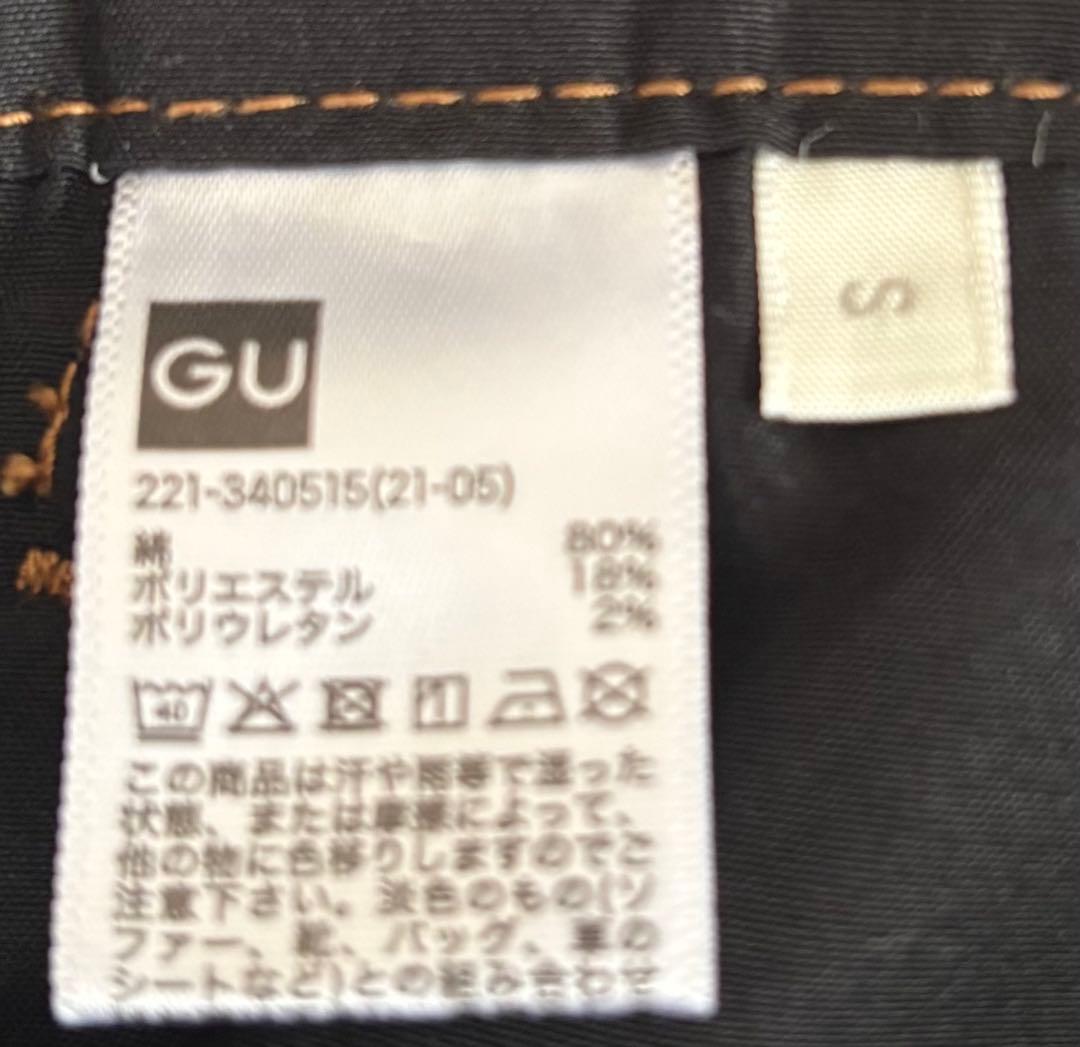 GU
S
221-340515(21-05)
綿 80%
ポリエステル 18%
ポリウレタン 2%
40
この商品は汗や雨等で湿った
状態、または摩擦によって、
他の物に色移りしますのでご
注意下さい。淡色のもの(ソ
ファー、靴、バッグ、車の
シートなど)との組み合わせ